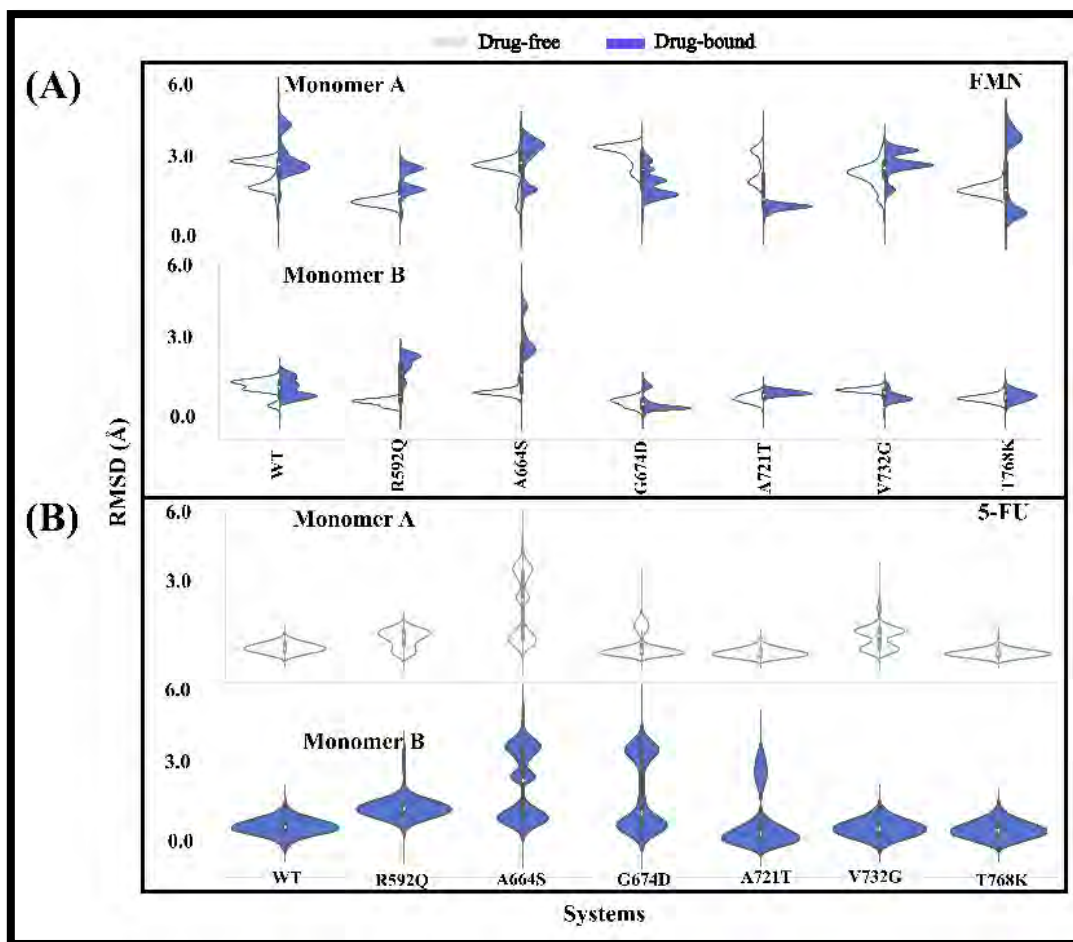 Drug-free Drug-bound
(A)
Monomer A FMN
6.0
3.0
0.0
Monomer B
6.0
3.0
0.0
WT R592Q A664S G674D A721T V732G T768K
RMSD (Å)
(B)
Monomer A 5-FU
6.0
3.0
Monomer B
6.0
3.0
0.0
WT R592Q A664S G674D A721T V732G T768K
Systems